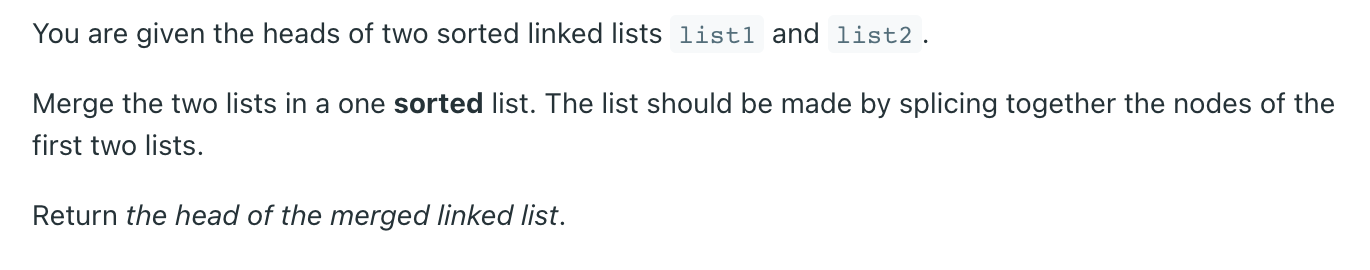 You are given the heads of two sorted linked lists list1 and list2.
Merge the two lists in a one sorted list. The list should be made by splicing together the nodes of the
first two lists.
Return the head of the merged linked list.